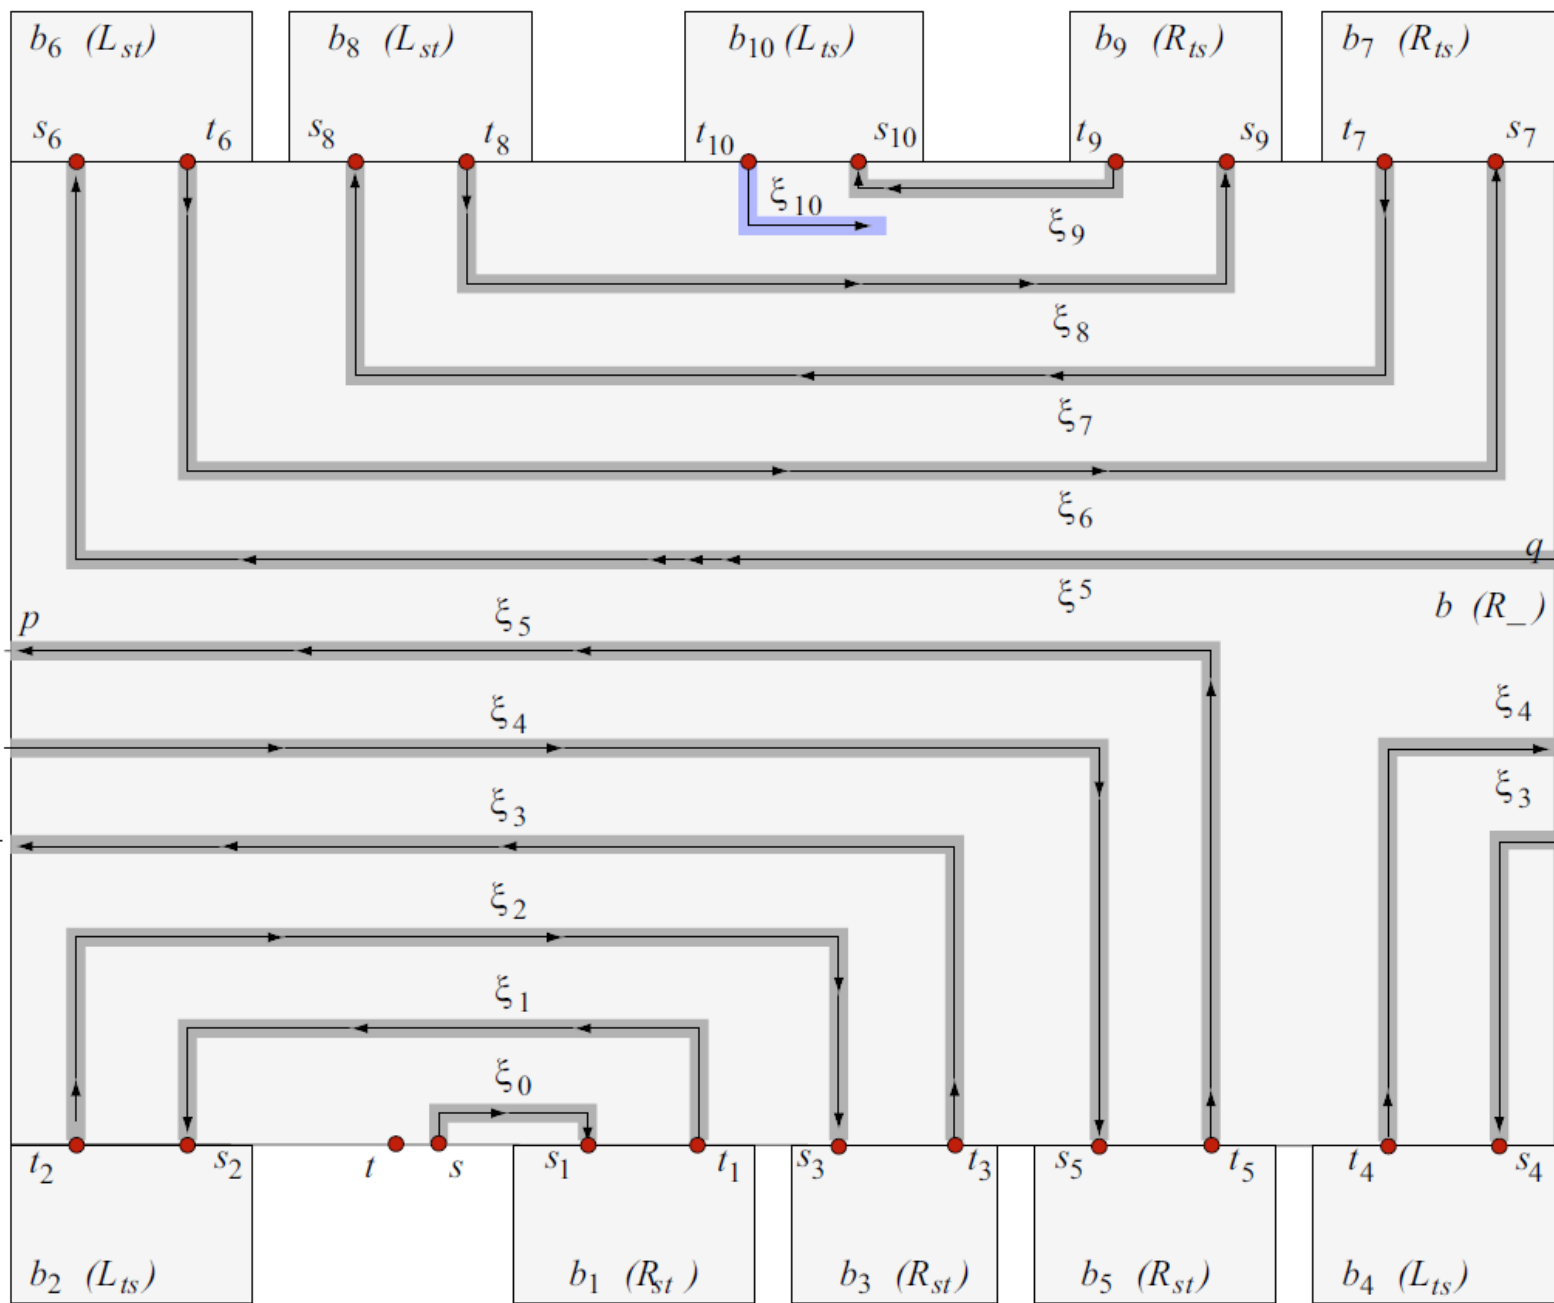 b6 (Lst) b8 (Lst) b10 (Lts) b9 (Rts) b7 (Rts)
s6 t6 s8 t8 t10 s10 t9 s9 t7 s7
ξ10 ξ9
ξ8
ξ7
ξ6
q
ξ5
p ξ5 b (R_)
ξ4 ξ4
ξ3 ξ3
ξ2
ξ1
ξ0
t2 s2 t s s1 t1 s3 t3 s5 t5 t4 s4
b2 (Lts) b1 (Rst) b3 (Rst) b5 (Rst) b4 (Lts)